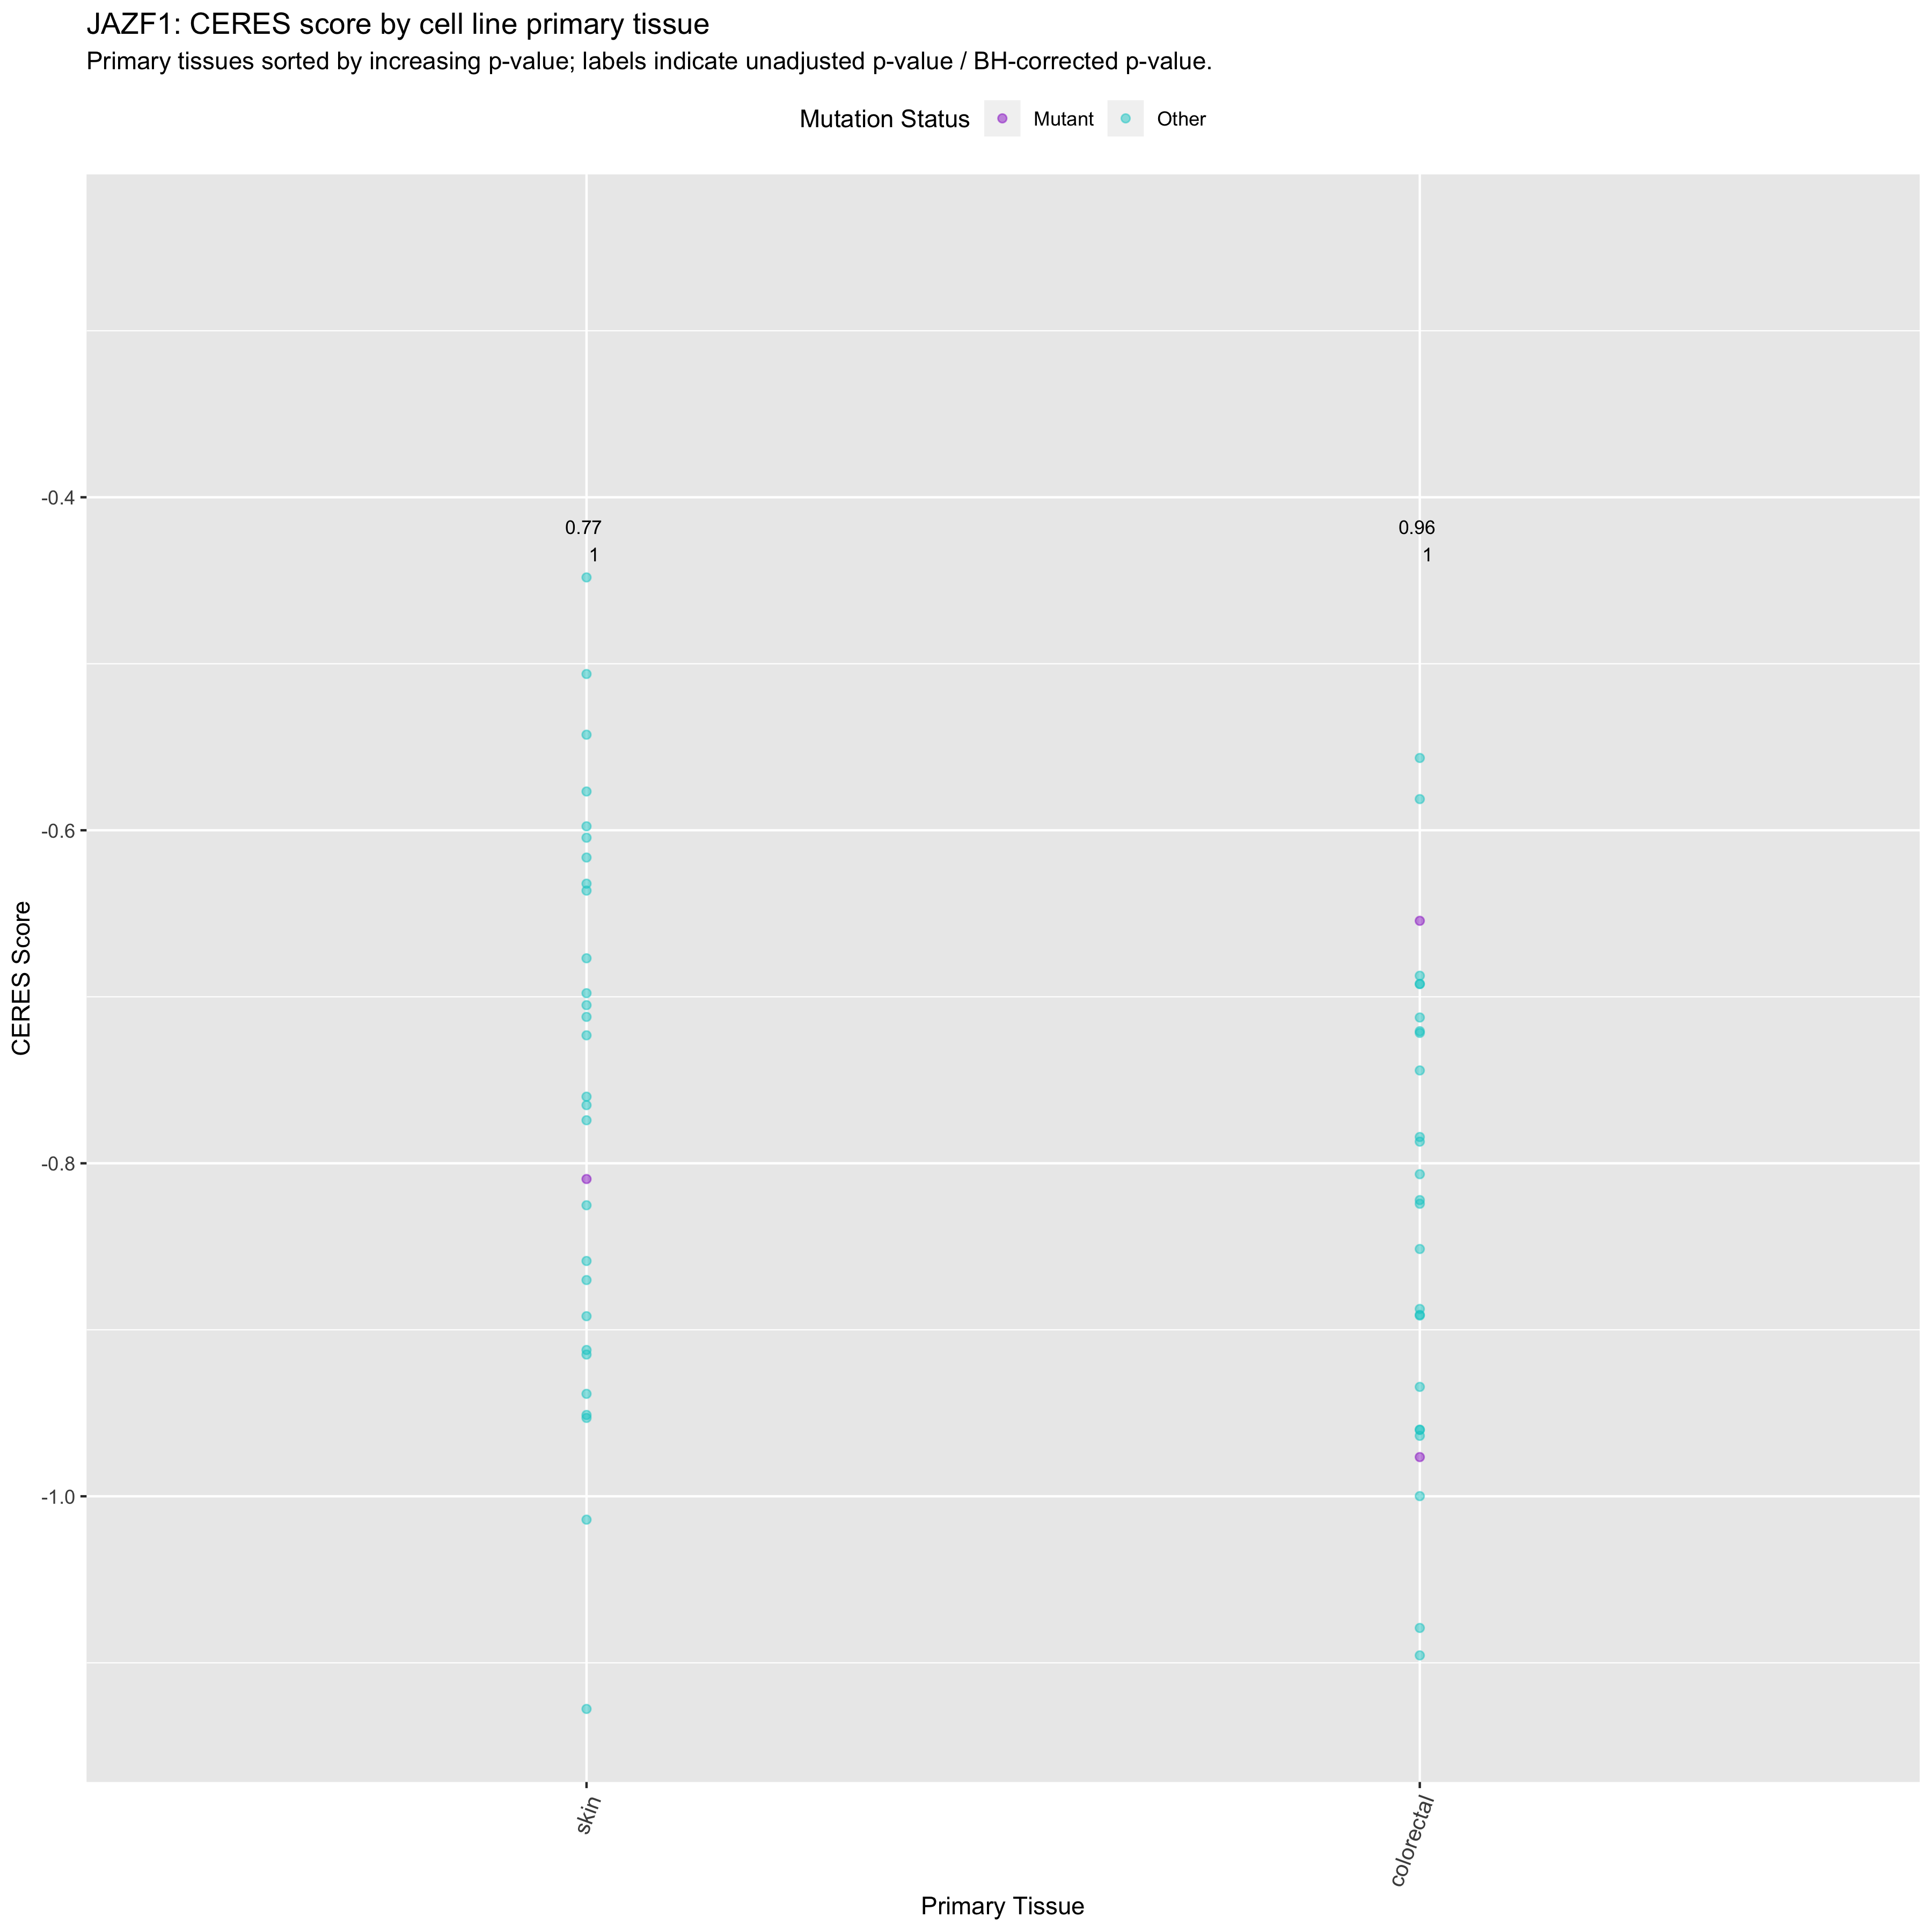 JAZF1: CERES score by cell line primary tissue
Primary tissues sorted by increasing p-value; labels indicate unadjusted p-value / BH-corrected p-value.
Mutation Status Mutant Other
-0.4
0.77 0.96
1 1
-0.6
CERES Score
-0.8
-1.0
skin colorectal
Primary Tissue